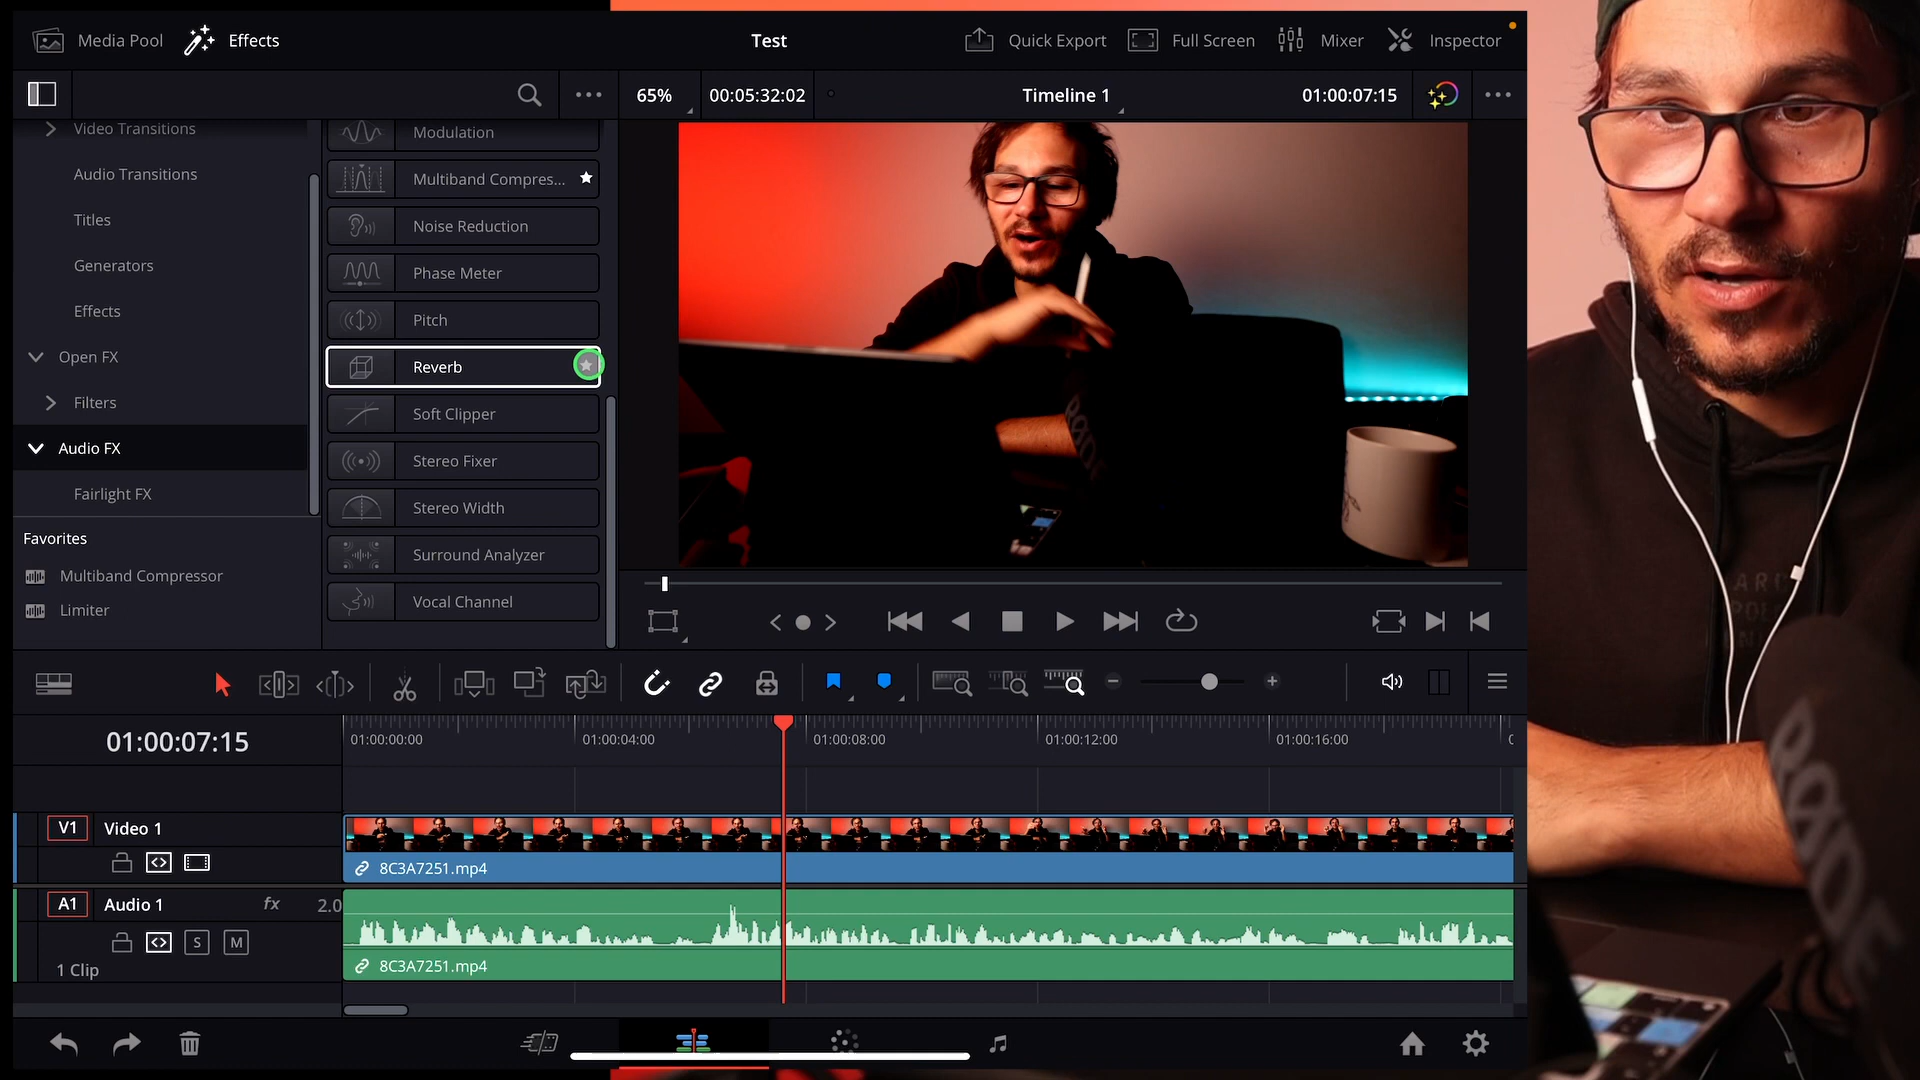 Media Pool
Effects
Test
Quick Export
Full Screen
Mixer
Inspector
65%
00:05:32:02
Timeline 1
01:00:07:15
Video Transitions
Audio Transitions
Titles
Generators
Effects
Open FX
Filters
Audio FX
Fairlight FX
Favorites
Multiband Compressor
Limiter
Modulation
Multiband Compres...
Noise Reduction
Phase Meter
Pitch
Reverb
Soft Clipper
Stereo Fixer
Stereo Width
Surround Analyzer
Vocal Channel
01:00:07:15
01:00:00:00
01:00:04:00
01:00:08:00
01:00:12:00
01:00:16:00
V1
Video 1
8C3A7251.mp4
A1
Audio 1
fx
2.0
S
M
1 Clip
8C3A7251.mp4
RODE